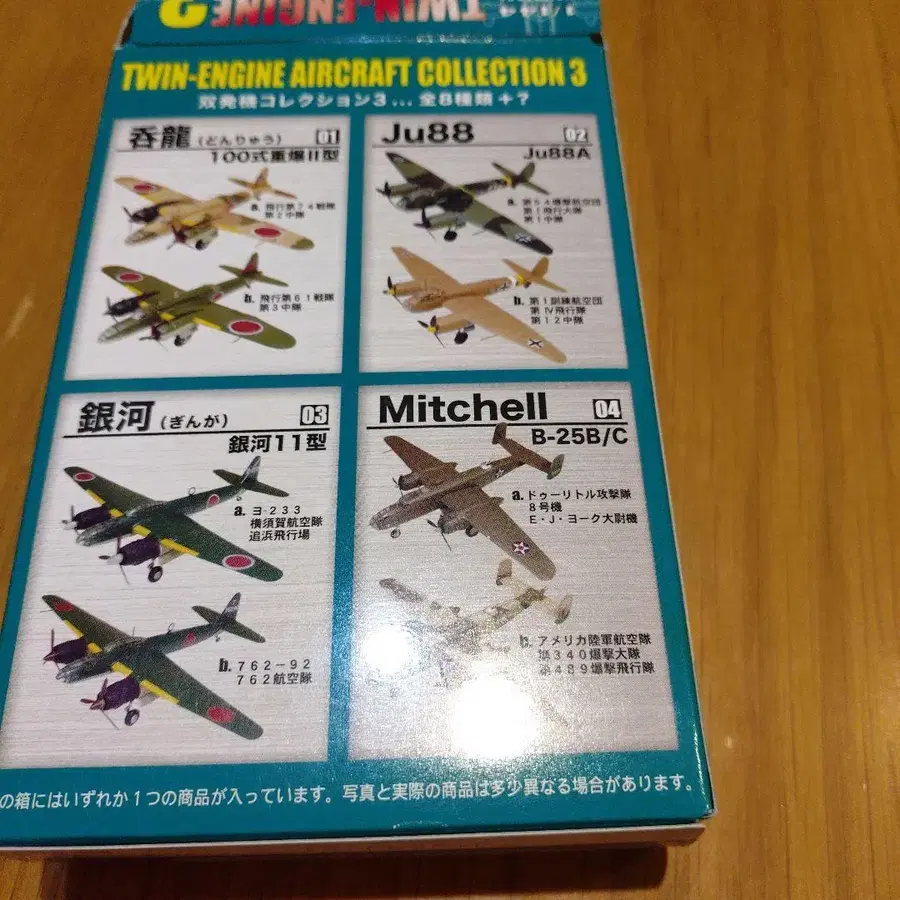 TWIN-ENGINE
TWIN-ENGINE AIRCRAFT COLLECTION 3
双発機コレクション3...全8種類+?
呑龍(どんりゅう) 01
100式重爆II型
a. 飛行第74戦隊
第2中隊
b. 飛行第61戦隊
第3中隊
Ju88 02
Ju88A
a. 第54爆撃航空団
第1飛行大隊
第1中隊
b. 第1訓練航空団
第Ⅳ飛行隊
第12中隊
銀河(ぎんが) 03
銀河11型
a. ヨ-233
横須賀航空隊
追浜飛行場
b. 762-92
762航空隊
Mitchell 04
B-25B/C
a. ドゥーリトル攻撃隊
8号機
E・J・ヨーク大尉機
b. アメリカ陸軍航空隊
第340爆撃大隊
第489爆撃飛行隊
の箱にはいずれか1つの商品が入っています。写真と実際の商品は多少異なる場合があります。